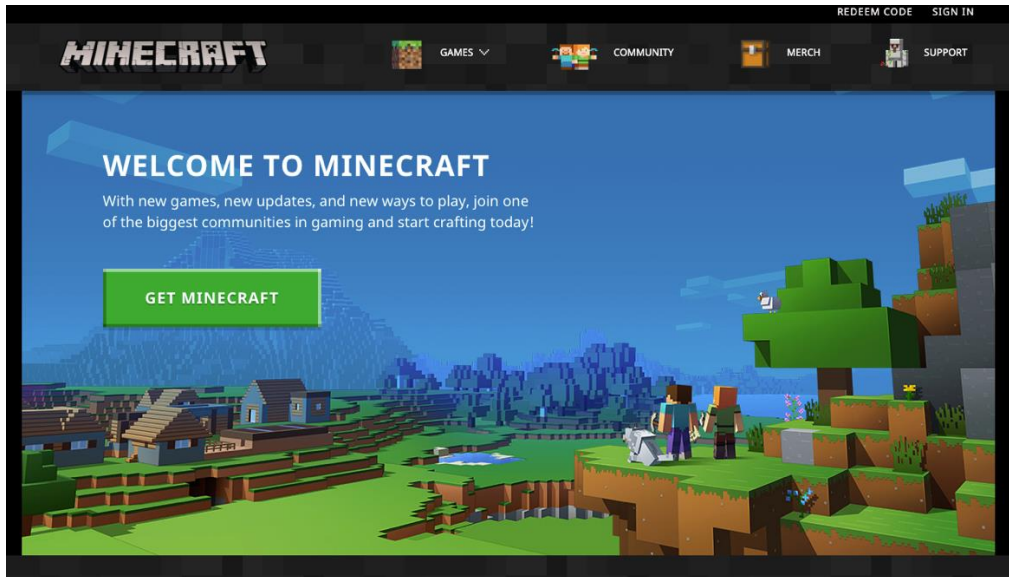 REDEEM CODE SIGN IN
MINECRAFT GAMES COMMUNITY MERCH SUPPORT
WELCOME TO MINECRAFT
With new games, new updates, and new ways to play, join one
of the biggest communities in gaming and start crafting today!
GET MINECRAFT